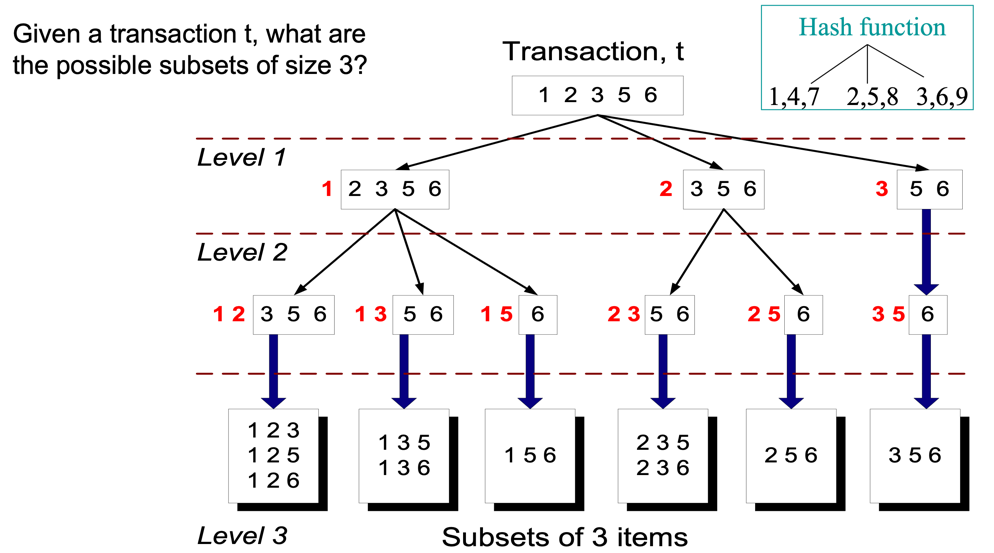 Given a transaction t, what are
the possible subsets of size 3?
Transaction, t
1 2 3 5 6
Hash function
1,4,7 2,5,8 3,6,9
Level 1
1 2 3 5 6
2 3 5 6
3 5 6
Level 2
1 2 3 5 6
1 3 5 6
1 5 6
2 3 5 6
2 5 6
3 5 6
1 2 3
1 2 5
1 2 6
1 3 5
1 3 6
1 5 6
2 3 5
2 3 6
2 5 6
3 5 6
Level 3
Subsets of 3 items